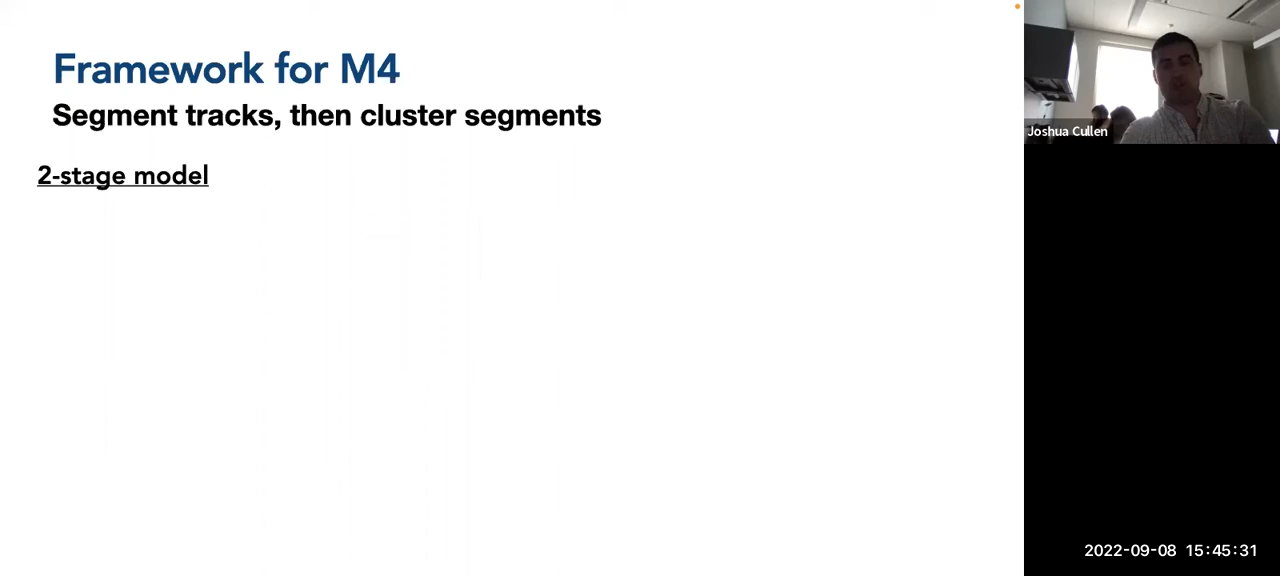 Framework for M4
Segment tracks, then cluster segments
2-stage model
Joshua Cullen
2022-09-08 15:45:31